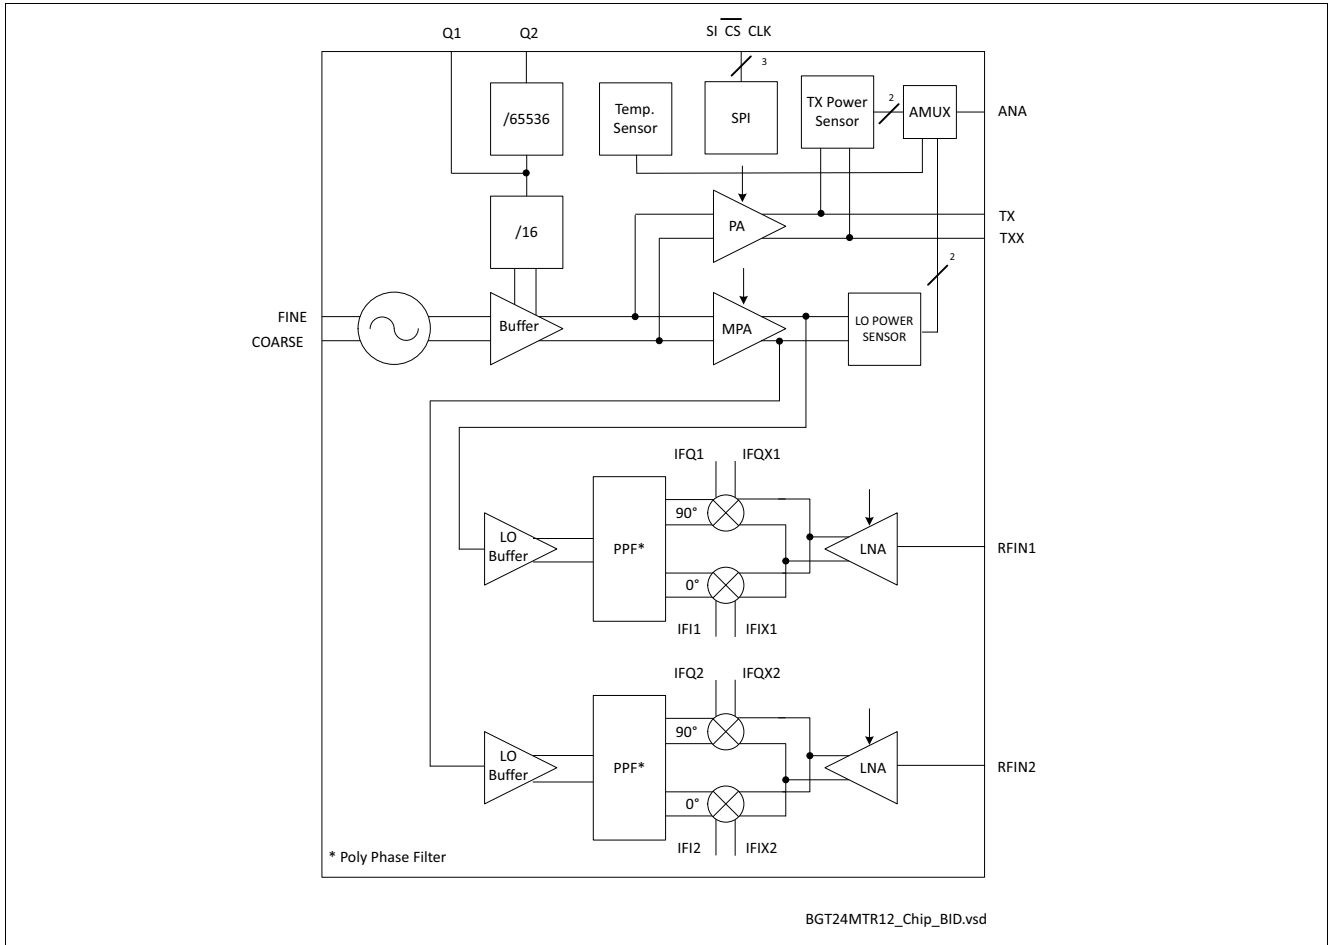 Q1 Q2 SI CS CLK
3
/65536
Temp.
Sensor
SPI
TX Power
Sensor
2
AMUX
ANA
/16
PA
TX
TXX
2
FINE
COARSE
Buffer
MPA
LO POWER
SENSOR
IFQ1 IFQX1
LO
Buffer
PPF*
90°
0°
LNA
RFIN1
IFI1 IFIX1
IFQ2 IFQX2
LO
Buffer
PPF*
90°
0°
LNA
RFIN2
IFI2 IFIX2
* Poly Phase Filter
BGT24MTR12_Chip_BID.vsd